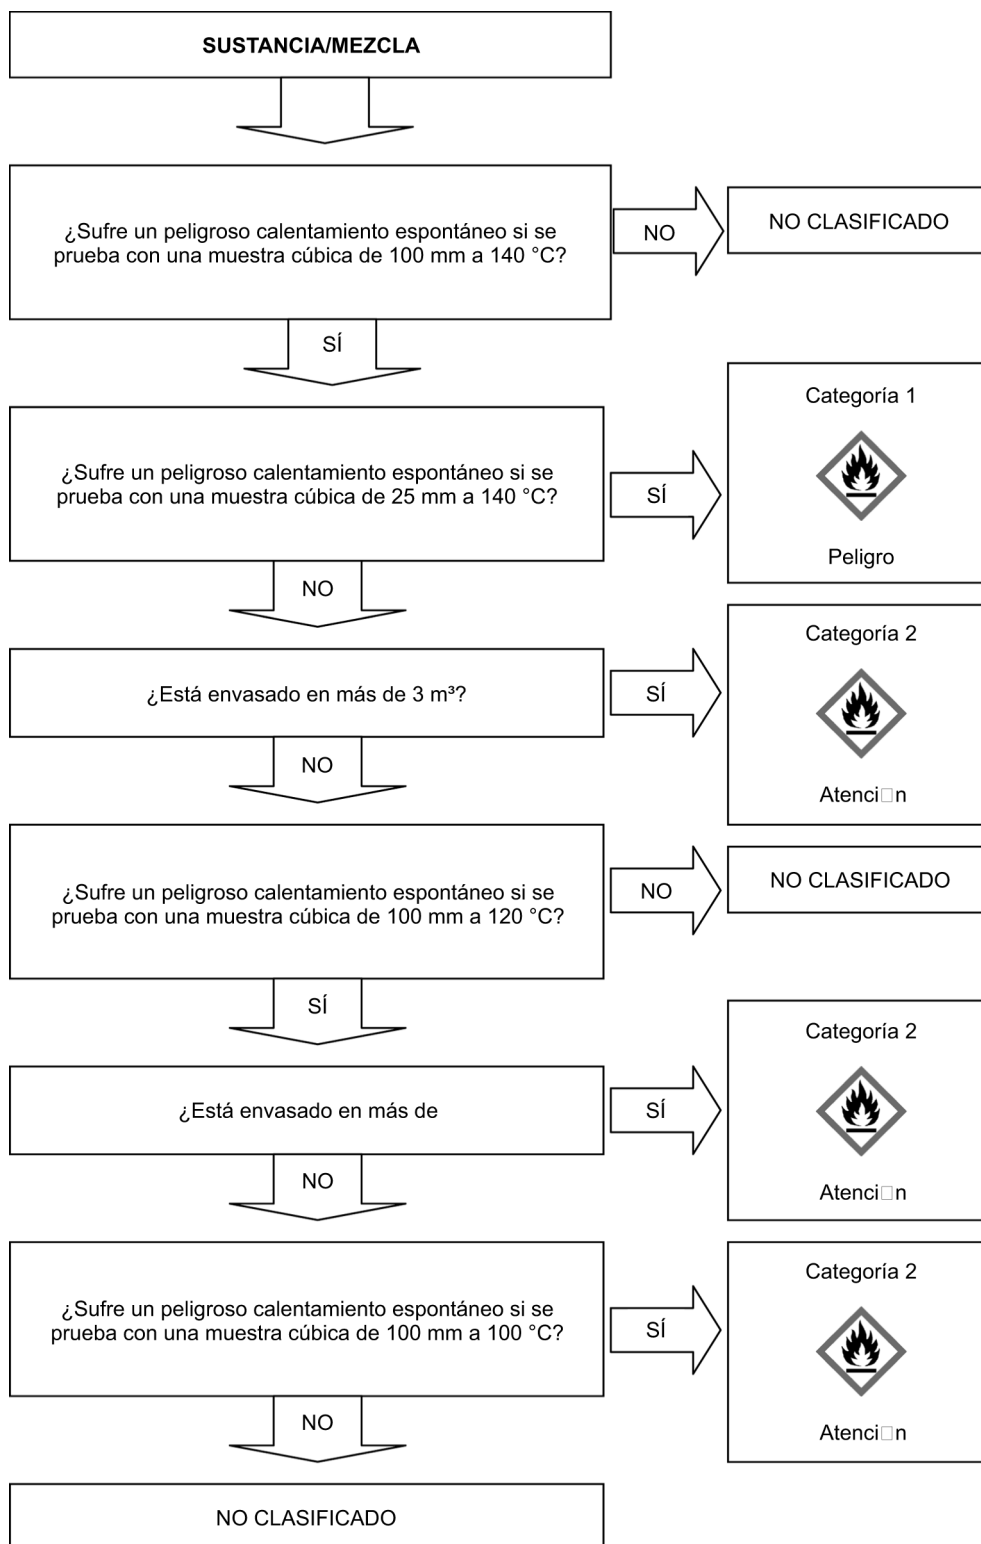 SUSTANCIA/MEZCLA
¿Sufre un peligroso calentamiento espontáneo si se
prueba con una muestra cúbica de 100 mm a 140 °C?
NO
NO CLASIFICADO
SÍ
¿Sufre un peligroso calentamiento espontáneo si se
prueba con una muestra cúbica de 25 mm a 140 °C?
SÍ
Categoría 1
Peligro
NO
¿Está envasado en más de 3 m³?
SÍ
Categoría 2
Atenci□n
NO
¿Sufre un peligroso calentamiento espontáneo si se
prueba con una muestra cúbica de 100 mm a 120 °C?
NO
NO CLASIFICADO
SÍ
¿Está envasado en más de
SÍ
Categoría 2
Atenci□n
NO
¿Sufre un peligroso calentamiento espontáneo si se
prueba con una muestra cúbica de 100 mm a 100 °C?
SÍ
Categoría 2
Atenci□n
NO
NO CLASIFICADO